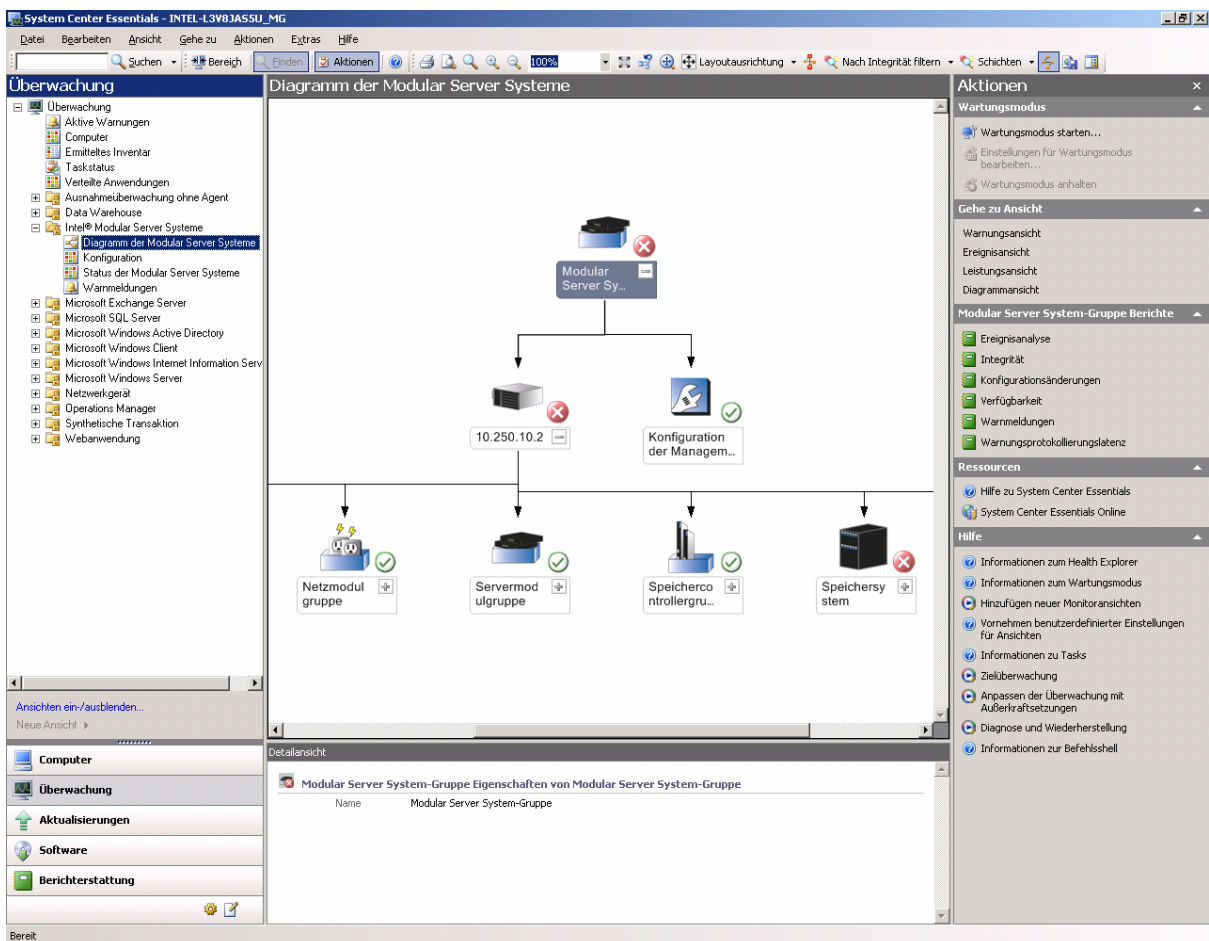 System Center Essentials - INTEL-L3V8JAS5U_MG
Datei Bearbeiten Ansicht Gehe zu Aktionen Extras Hilfe
Suchen Bereich Finden Aktionen 100% Layoutausrichtung Nach Integrität filtern Schichten
Überwachung
Überwachung
Aktive Warnungen
Computer
Ermitteltes Inventar
Taskstatus
Verteilte Anwendungen
Ausnahmeüberwachung ohne Agent
Data Warehouse
Intel® Modular Server Systeme
Diagramm der Modular Server Systeme
Konfiguration
Status der Modular Server Systeme
Warnmeldungen
Microsoft Exchange Server
Microsoft SQL Server
Microsoft Windows Active Directory
Microsoft Windows Client
Microsoft Windows Internet Information Serv
Microsoft Windows Server
Netzwerkgerät
Operations Manager
Synthetische Transaktion
Webanwendung
Ansichten ein-/ausblenden...
Neue Ansicht
Computer
Überwachung
Aktualisierungen
Software
Berichterstattung
Diagramm der Modular Server Systeme
Modular
Server Sy...
10.250.10.2
Konfiguration
der Managem...
Netzmodul
gruppe
Servermod
ulgruppe
Speicherco
ntrollergru...
Speichersy
stem
Detailansicht
Modular Server System-Gruppe Eigenschaften von Modular Server System-Gruppe
Name Modular Server System-Gruppe
Aktionen
Wartungsmodus
Wartungsmodus starten...
Einstellungen für Wartungsmodus
bearbeiten...
Wartungsmodus anhalten
Gehe zu Ansicht
Warnungsansicht
Ereignisansicht
Leistungsansicht
Diagrammansicht
Modular Server System-Gruppe Berichte
Ereignisanalyse
Integrität
Konfigurationsänderungen
Verfügbarkeit
Warnmeldungen
Warnungsprotokollierungslatenz
Ressourcen
Hilfe zu System Center Essentials
System Center Essentials Online
Hilfe
Informationen zum Health Explorer
Informationen zum Wartungsmodus
Hinzufügen neuer Monitoransichten
Vornehmen benutzerdefinierter Einstellungen
für Ansichten
Informationen zu Tasks
Zielüberwachung
Anpassen der Überwachung mit
Außerkraftsetzungen
Diagnose und Wiederherstellung
Informationen zur Befehlsshell
Bereit